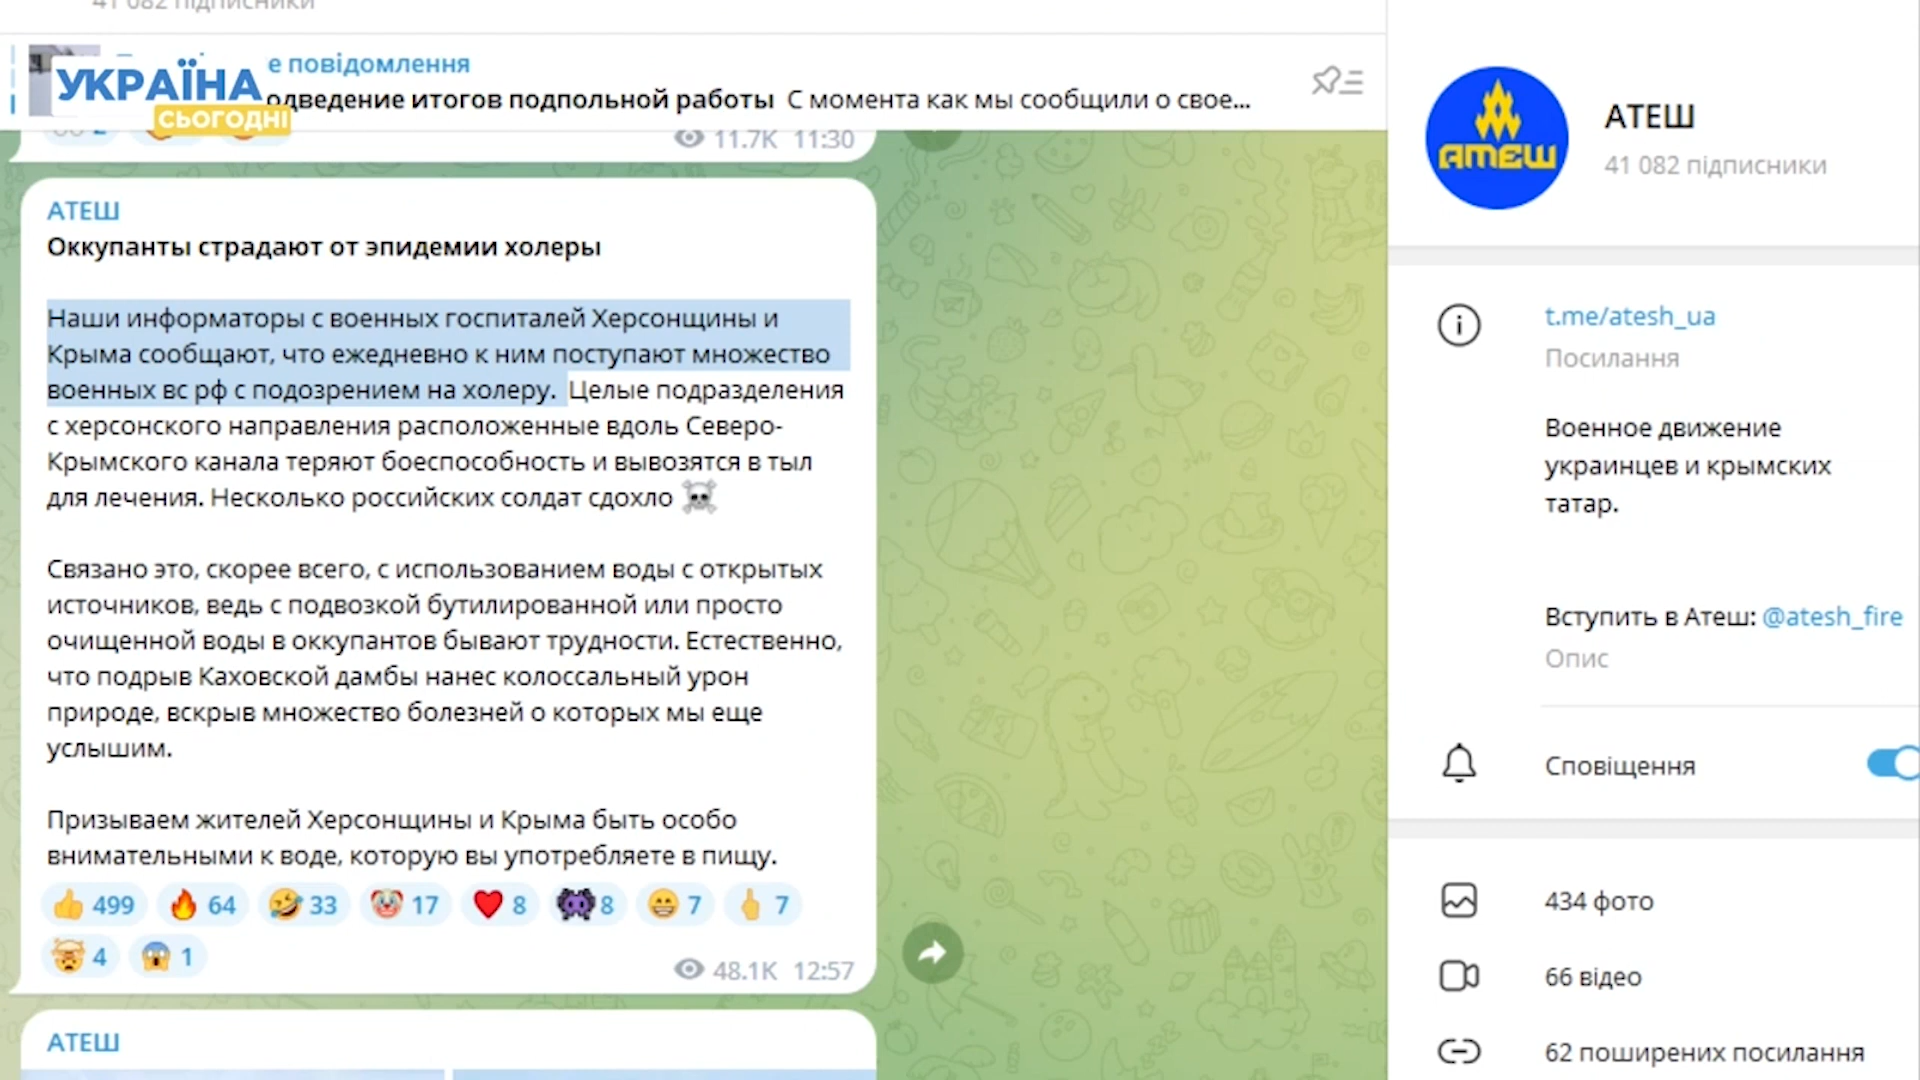 41 082 підписники
е повідомлення
УКРАЇНА
СЬОГОДНІ
одведение итогов подпольной работы С момента как мы сообщили о свое...
11.7K 11:30
АТЕШ
Оккупанты страдают от эпидемии холеры
Наши информаторы с военных госпиталей Херсонщины и
Крыма сообщают, что ежедневно к ним поступают множество
военных вс рф с подозрением на холеру. Целые подразделения
с херсонского направления расположенные вдоль Северо-
Крымского канала теряют боеспособность и вывозятся в тыл
для лечения. Несколько российских солдат сдохло ☠️
Связано это, скорее всего, с использованием воды с открытых
источников, ведь с подвозкой бутилированной или просто
очищенной воды в оккупантов бывают трудности. Естественно,
что подрыв Каховской дамбы нанес колоссальный урон
природе, вскрыв множество болезней о которых мы еще
услышим.
Призываем жителей Херсонщины и Крыма быть особо
внимательными к воде, которую вы употребляете в пищу.
👍 499 🔥 64 🤣 33 🤡 17 ❤️ 8 👾 8 😁 7 🖕 7
🤯 4 😱 1
48.1K 12:57
АТЕШ
АТЕШ
АТЕШ
41 082 підписники
t.me/atesh_ua
Посилання
Военное движение
украинцев и крымских
татар.
Вступить в Атеш: @atesh_fire
Опис
Сповіщення
434 фото
66 відео
62 поширених посилання